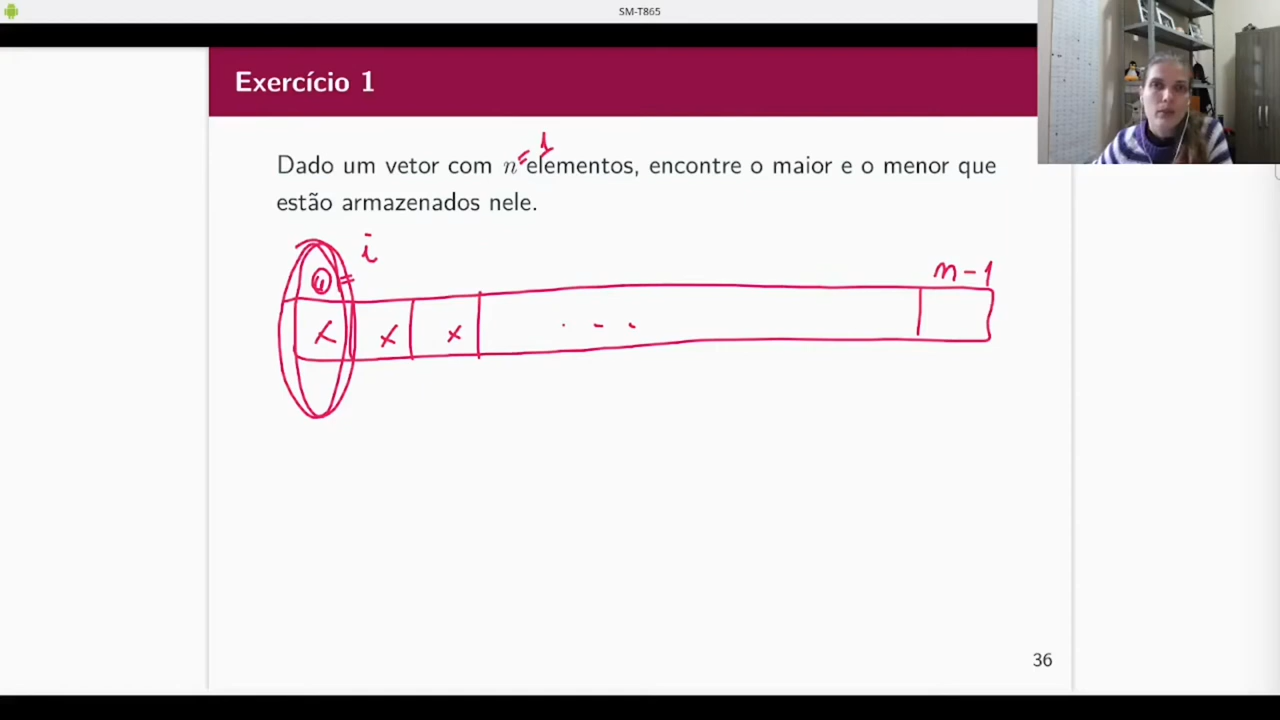 SM-T865
Exercício 1
= 1
Dado um vetor com n elementos, encontre o maior e o menor que
estão armazenados nele.
i
0 =
n-1
x x x ...
36